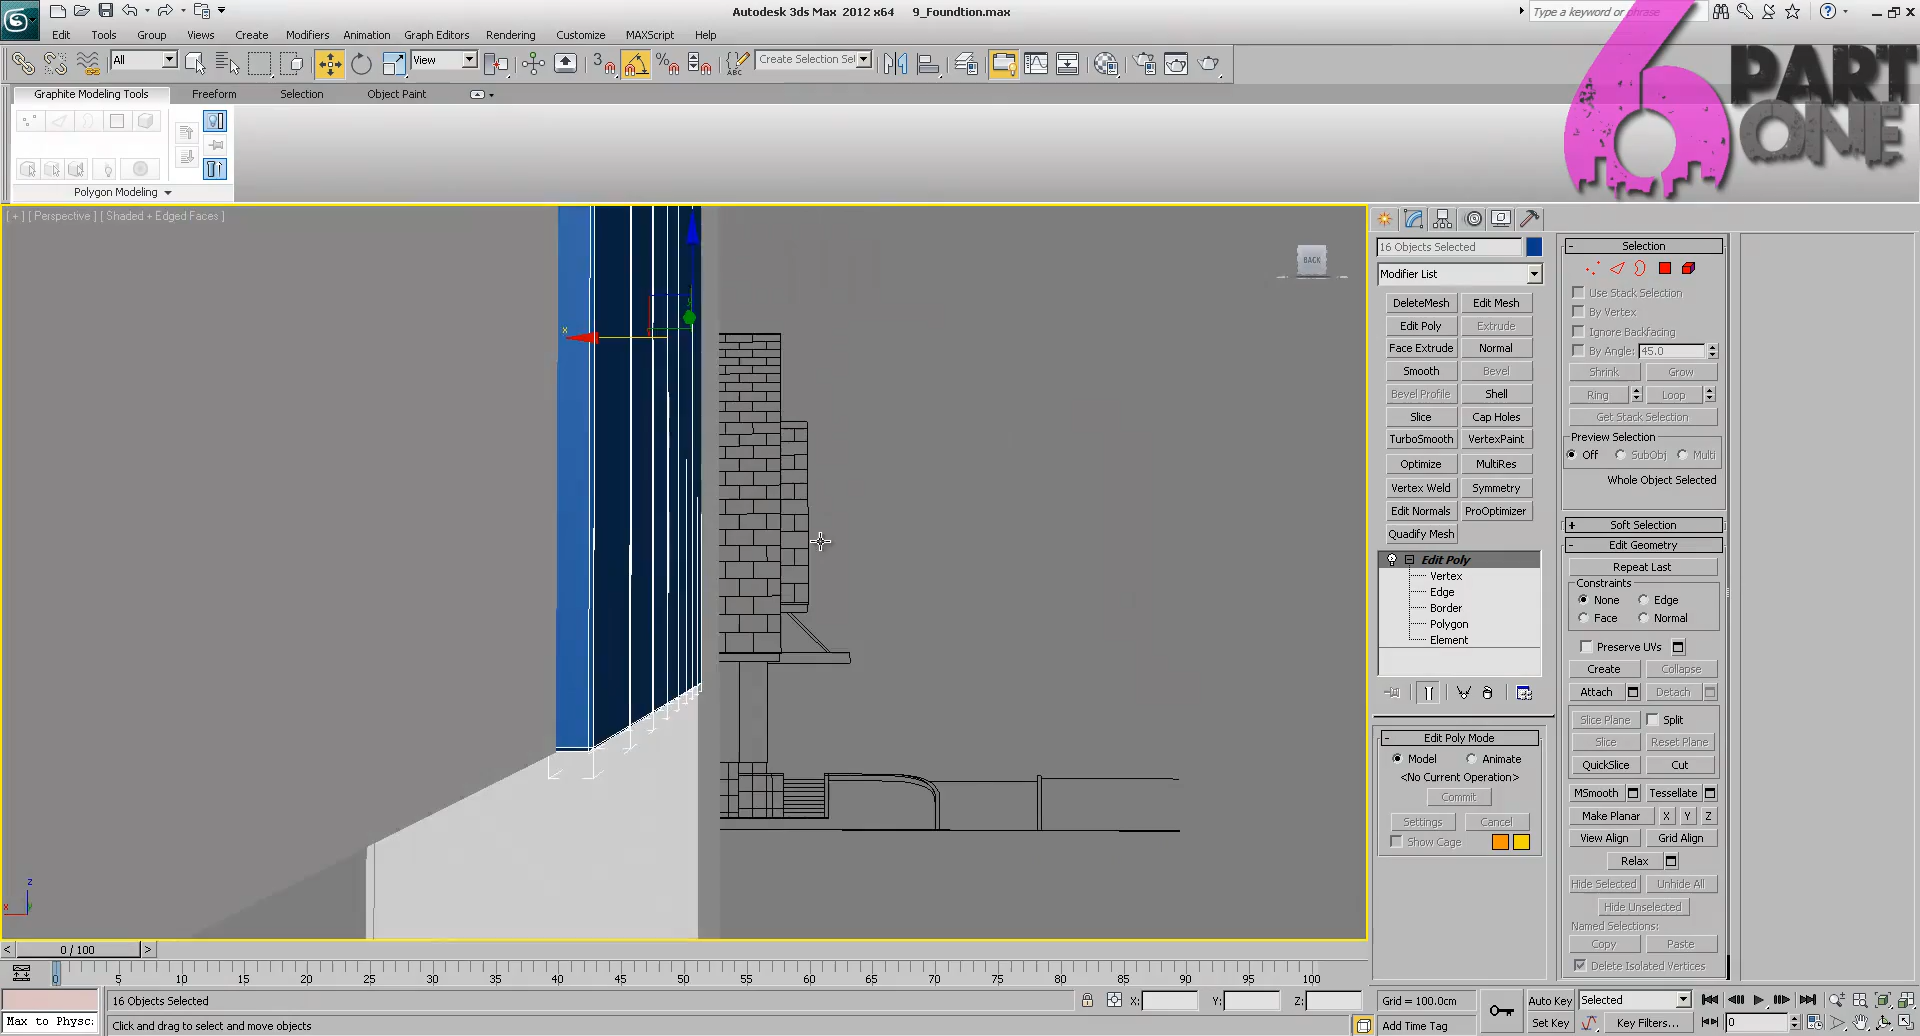 Autodesk 3ds Max 2012 x64 9_Foundtion.max
Type a keyword or phrase
Edit Tools Group Views Create Modifiers Animation Graph Editors Rendering Customize MAXScript Help
All
View
3
Create Selection Se
Graphite Modeling Tools Freeform Selection Object Paint
Polygon Modeling
6 PART ONE
[ + ] [ Perspective ] [ Shaded + Edged Faces ]
BACK
x
z
x
16 Objects Selected
Modifier List
DeleteMesh Edit Mesh
Edit Poly Extrude
Face Extrude Normal
Smooth Bevel
Bevel Profile Shell
Slice Cap Holes
TurboSmooth VertexPaint
Optimize MultiRes
Vertex Weld Symmetry
Edit Normals ProOptimizer
Quadify Mesh
Edit Poly
Vertex
Edge
Border
Polygon
Element
Edit Poly Mode
Model Animate
<No Current Operation>
Commit
Settings Cancel
Show Cage
Selection
Use Stack Selection
By Vertex
Ignore Backfacing
By Angle: 45.0
Shrink Grow
Ring Loop
Get Stack Selection
Preview Selection
Off SubObj Multi
Whole Object Selected
Soft Selection
Edit Geometry
Repeat Last
Constraints
None Edge
Face Normal
Preserve UVs
Create Collapse
Attach Detach
Slice Plane Split
Slice Reset Plane
QuickSlice Cut
MSmooth Tessellate
Make Planar X Y Z
View Align Grid Align
Relax
Hide Selected Unhide All
Hide Unselected
Named Selections:
Copy Paste
Delete Isolated Vertices
< 0 / 100 >
0 5 10 15 20 25 30 35 40 45 50 55 60 65 70 75 80 85 90 95 100
16 Objects Selected
X: Y: Z: Grid = 100.0cm
Auto Key Selected
Max to Physc:
Click and drag to select and move objects
Add Time Tag
Set Key Key Filters...
0